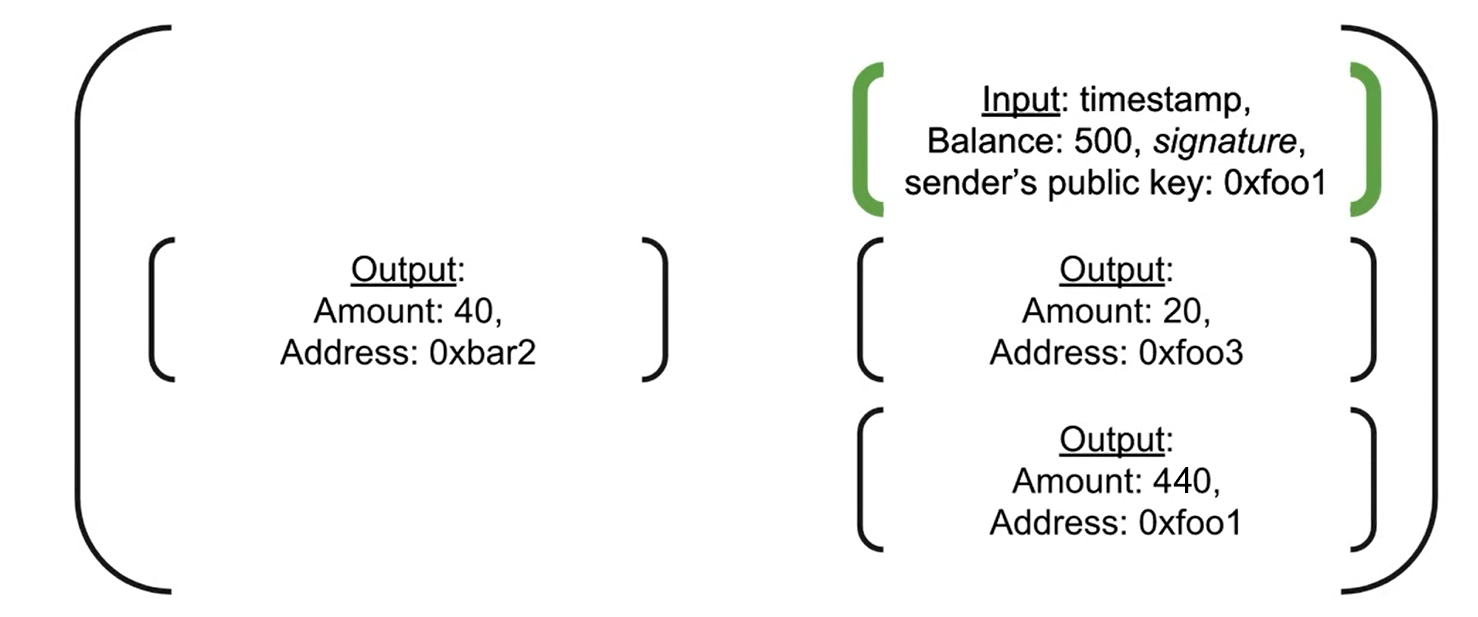 Input: timestamp,
Balance: 500, signature,
sender’s public key: 0xfoo1
Output:
Amount: 40,
Address: 0xbar2
Output:
Amount: 20,
Address: 0xfoo3
Output:
Amount: 440,
Address: 0xfoo1